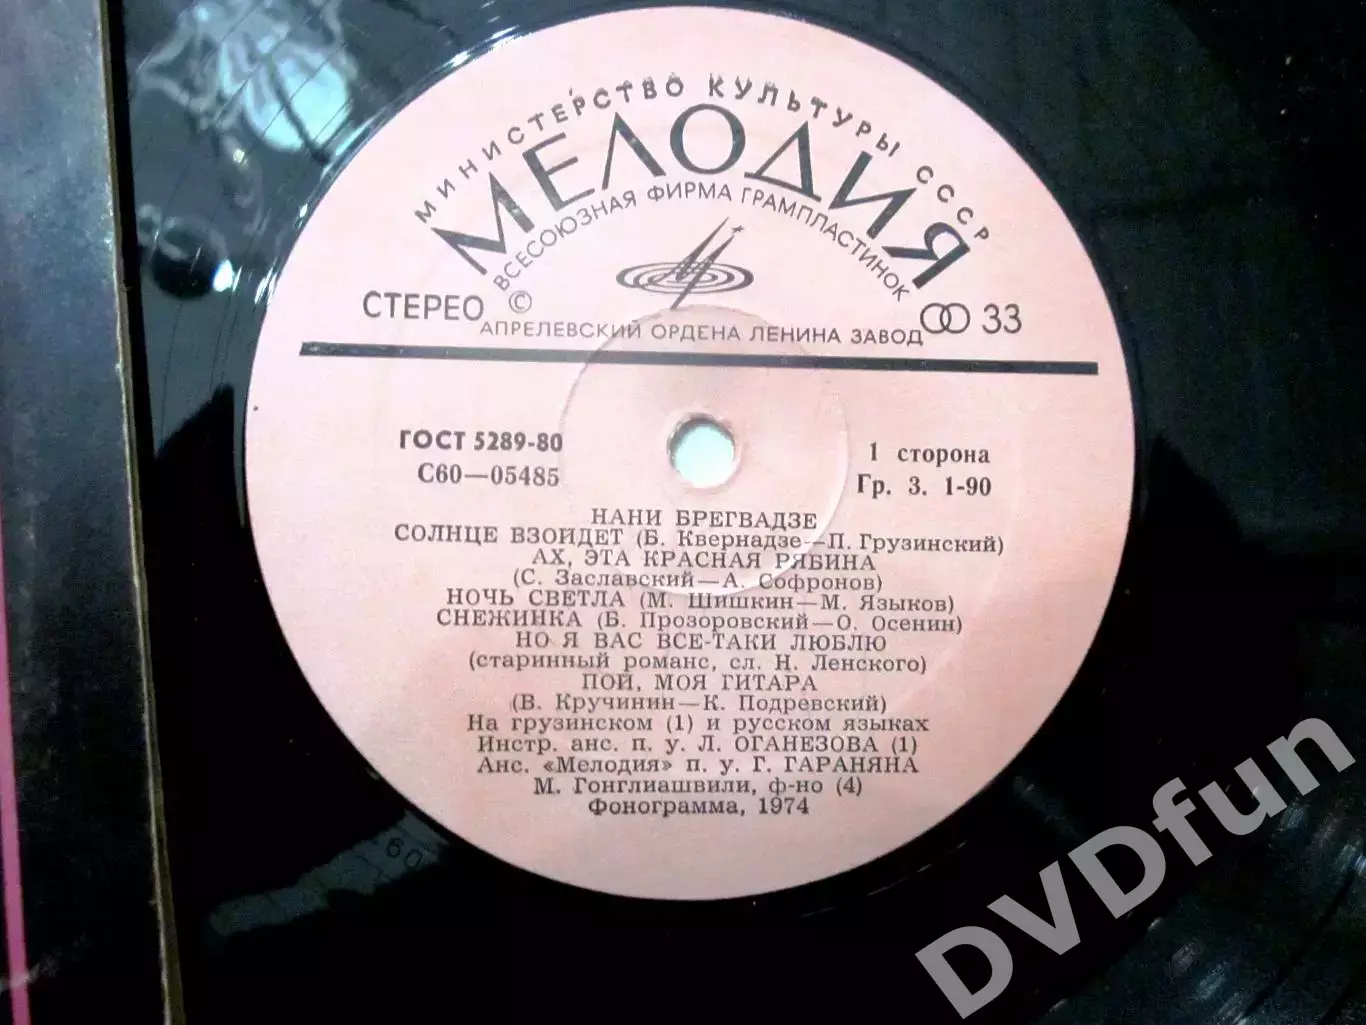 МИНИСТЕРСТВО КУЛЬТУРЫ СССР
МЕЛОДИЯ
ВСЕСОЮЗНАЯ ФИРМА ГРАМПЛАСТИНОК
СТЕРЕО © 33
АПРЕЛЕВСКИЙ ОРДЕНА ЛЕНИНА ЗАВОД
ГОСТ 5289-80
С60—05485
1 сторона
Гр. 3. 1-90
НАНИ БРЕГВАДЗЕ
СОЛНЦЕ ВЗОЙДЕТ (Б. Квернадзе—П. Грузинский)
АХ, ЭТА КРАСНАЯ РЯБИНА
(С. Заславский—А. Софронов)
НОЧЬ СВЕТЛА (М. Шишкин—М. Языков)
СНЕЖИНКА (Б. Прозоровский—О. Осенин)
НО Я ВАС ВСЕ-ТАКИ ЛЮБЛЮ
(старинный романс, сл. Н. Ленского)
ПОЙ, МОЯ ГИТАРА
(В. Кручинин—К. Подревский)
На грузинском (1) и русском языках
Инстр. анс. п. у. Л. ОГАНЕЗОВА (1)
Анс. «Мелодия» п. у. Г. ГАРАНЯНА
М. Гонглиашвили, ф-но (4)
Фонограмма, 1974
DVDfun